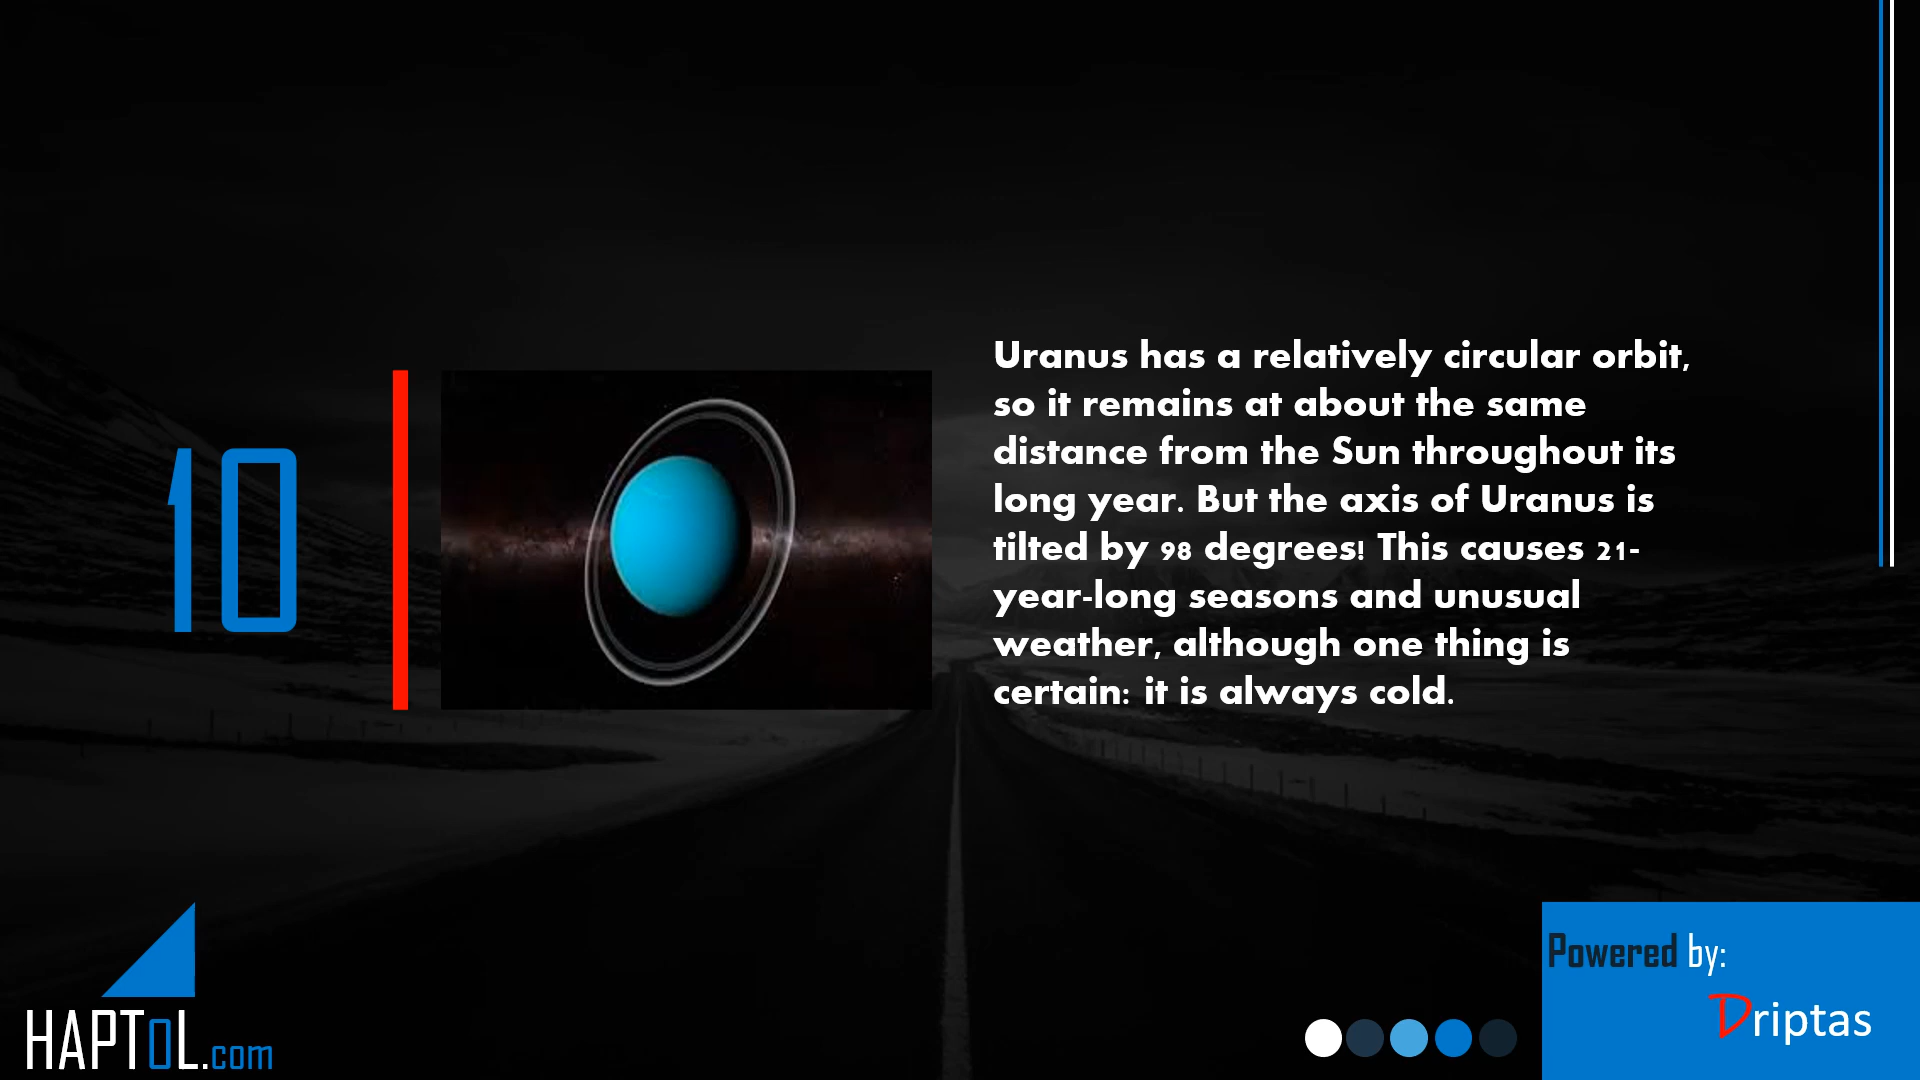 10
Uranus has a relatively circular orbit,
so it remains at about the same
distance from the Sun throughout its
long year. But the axis of Uranus is
tilted by 98 degrees! This causes 21-
year-long seasons and unusual
weather, although one thing is
certain: it is always cold.
HAPTOL.com
Powered by:
Driptas